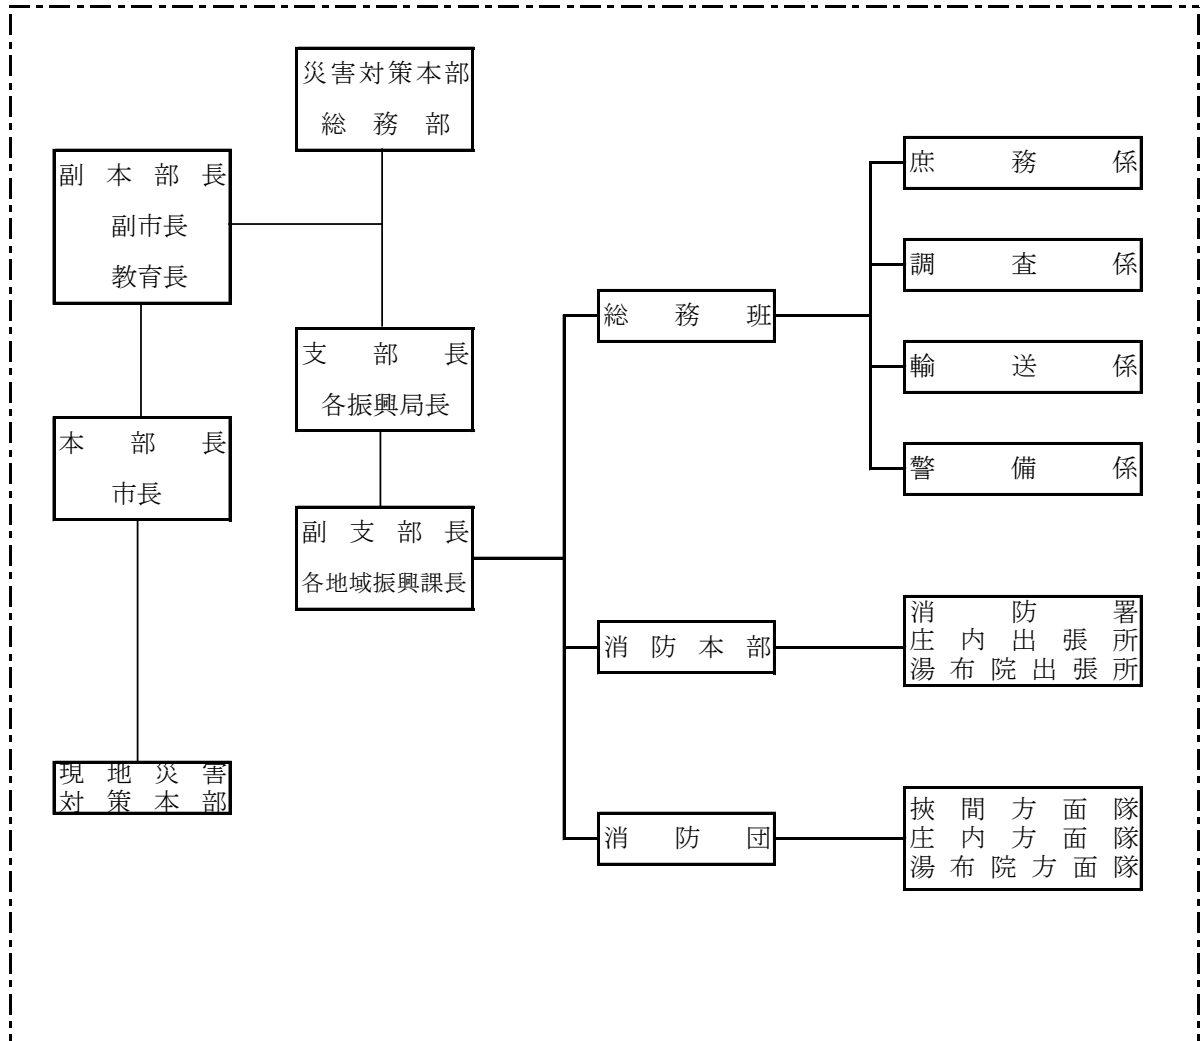 災害対策本部
総務部
副本部長
副市長
教育長
本部長
市長
現地災害
対策本部
支部長
各振興局長
副支部長
各地域振興課長
総務班
庶務係
調査係
輸送係
警備係
消防本部
消防署
庄内出張所
湯布院出張所
消防団
挾間方面隊
庄内方面隊
湯布院方面隊